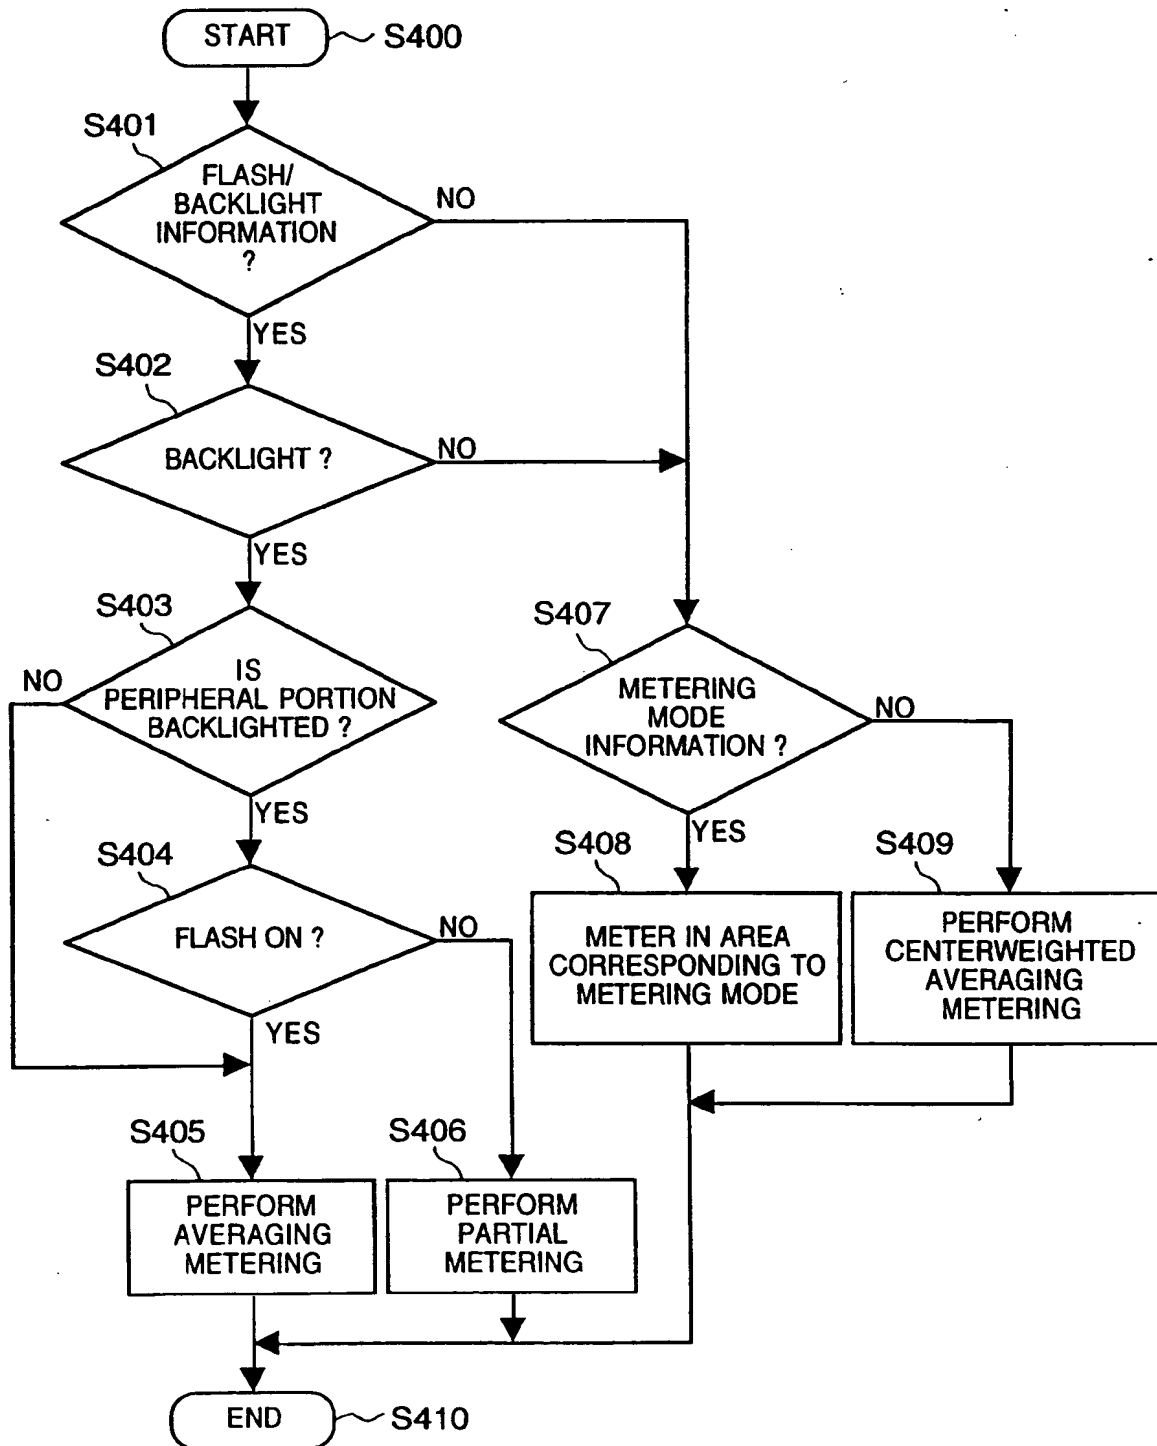 START
S400
S401
FLASH/
BACKLIGHT
INFORMATION
?
NO
YES
S402
BACKLIGHT ?
NO
YES
S403
IS
PERIPHERAL PORTION
BACKLIGHTED ?
NO
YES
S404
FLASH ON ?
NO
YES
S405
PERFORM
AVERAGING
METERING
S406
PERFORM
PARTIAL
METERING
S407
METERING
MODE
INFORMATION ?
NO
YES
S408
METER IN AREA
CORRESPONDING TO
METERING MODE
S409
PERFORM
CENTERWEIGHTED
AVERAGING
METERING
END
S410